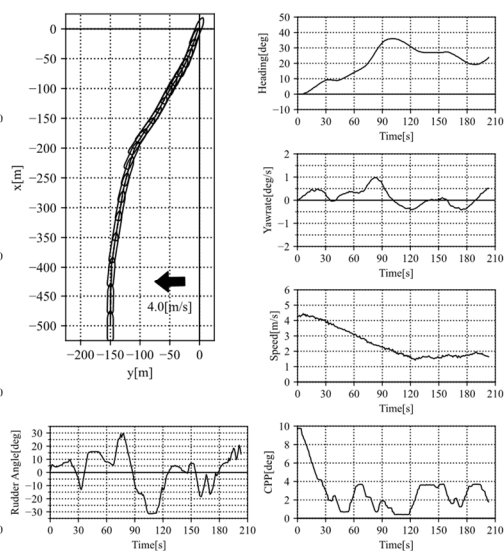 0
−50
−100
−150
−200
−250
−300
−350
−400
−450
−500
x[m]
4.0[m/s]
−200 −150 −100 −50 0
y[m]
50
40
30
20
10
0
−10
Heading[deg]
0 30 60 90 120 150 180 210
Time[s]
2
1
0
−1
−2
Yawrate[deg/s]
0 30 60 90 120 150 180 210
Time[s]
6
5
4
3
2
1
0
Speed[m/s]
0 30 60 90 120 150 180 210
Time[s]
30
20
10
0
−10
−20
−30
Rudder Angle[deg]
0 30 60 90 120 150 180 210
Time[s]
10
8
6
4
2
0
CPP[deg]
0 30 60 90 120 150 180 210
Time[s]